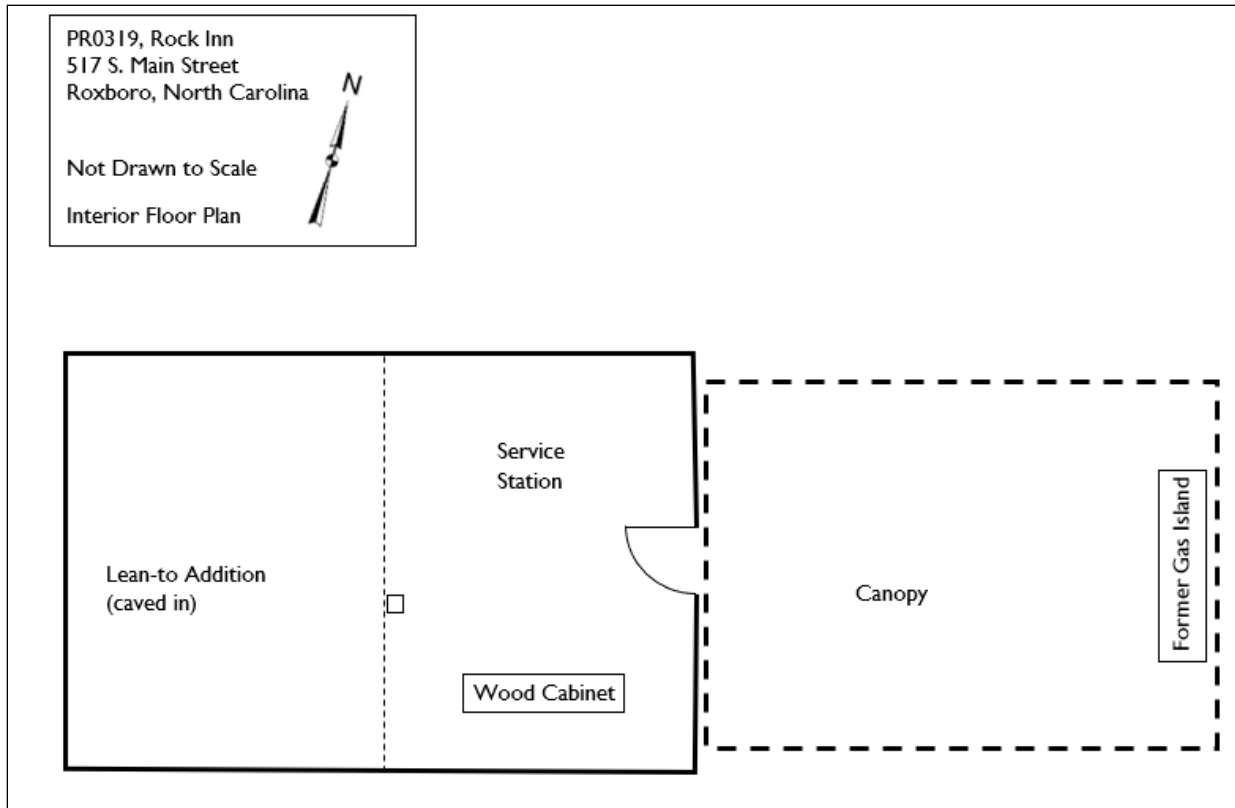 PR0319, Rock Inn
517 S. Main Street
Roxboro, North Carolina
N
Not Drawn to Scale
Interior Floor Plan
Service
Station
Lean-to Addition
(caved in)
Wood Cabinet
Canopy
Former Gas Island